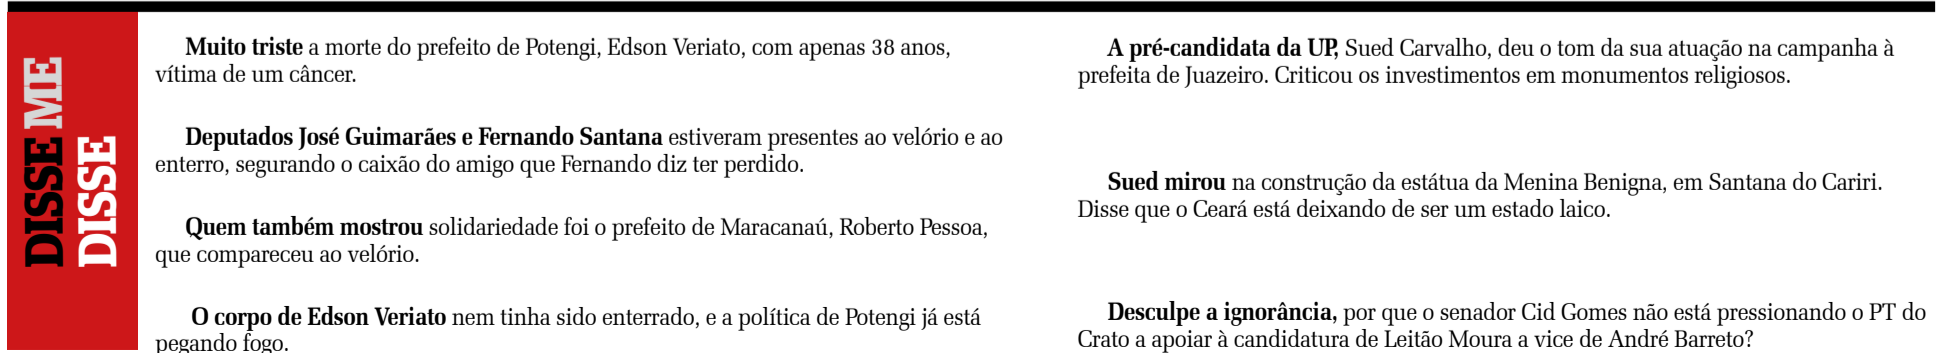 DISSE ME
DISSE
Muito triste a morte do prefeito de Potengi, Edson Veriato, com apenas 38 anos,
vítima de um câncer.
Deputados José Guimarães e Fernando Santana estiveram presentes ao velório e ao
enterro, segurando o caixão do amigo que Fernando diz ter perdido.
Quem também mostrou solidariedade foi o prefeito de Maracanaú, Roberto Pessoa,
que compareceu ao velório.
O corpo de Edson Veriato nem tinha sido enterrado, e a política de Potengi já está
pegando fogo.
A pré-candidata da UP, Sued Carvalho, deu o tom da sua atuação na campanha à
prefeita de Juazeiro. Criticou os investimentos em monumentos religiosos.
Sued mirou na construção da estátua da Menina Benigna, em Santana do Cariri.
Disse que o Ceará está deixando de ser um estado laico.
Desculpe a ignorância, por que o senador Cid Gomes não está pressionando o PT do
Crato a apoiar à candidatura de Leitão Moura a vice de André Barreto?